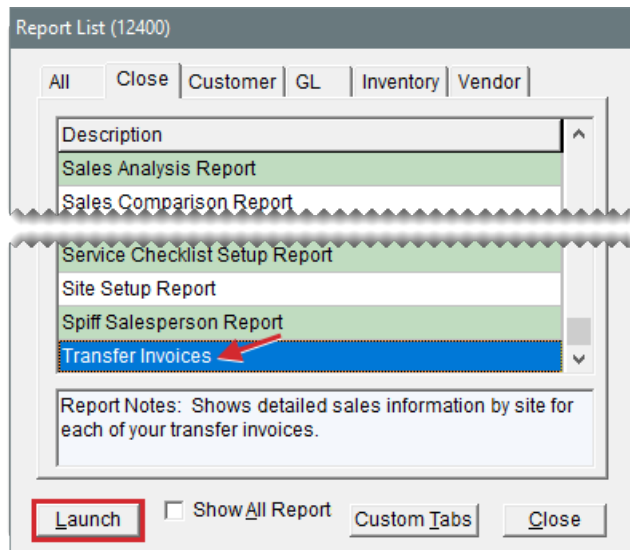 Report List (12400)
All Close Customer GL Inventory Vendor
Description
Sales Analysis Report
Sales Comparison Report
Service Checklist Setup Report
Site Setup Report
Spiff Salesperson Report
Transfer Invoices
Report Notes: Shows detailed sales information by site for
each of your transfer invoices.
Launch Show All Report Custom Tabs Close